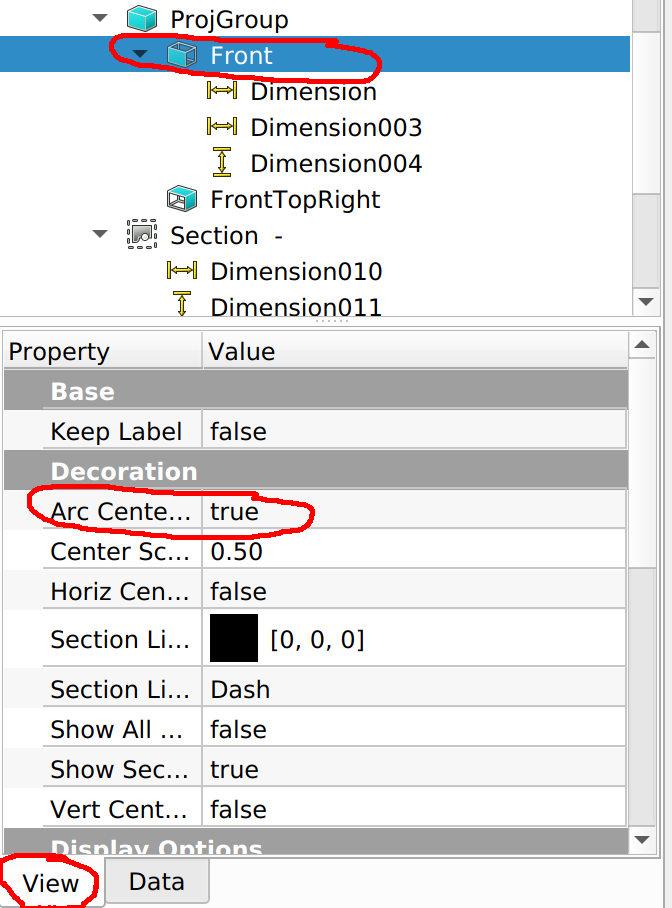 ProjGroup
Front
Dimension
Dimension003
Dimension004
FrontTopRight
Section -
Dimension010
Dimension011
Property Value
Base
Keep Label false
Decoration
Arc Cente... true
Center Sc... 0.50
Horiz Cen... false
Section Li... [0, 0, 0]
Section Li... Dash
Show All ... false
Show Sec... true
Vert Cent... false
Display Options
View Data